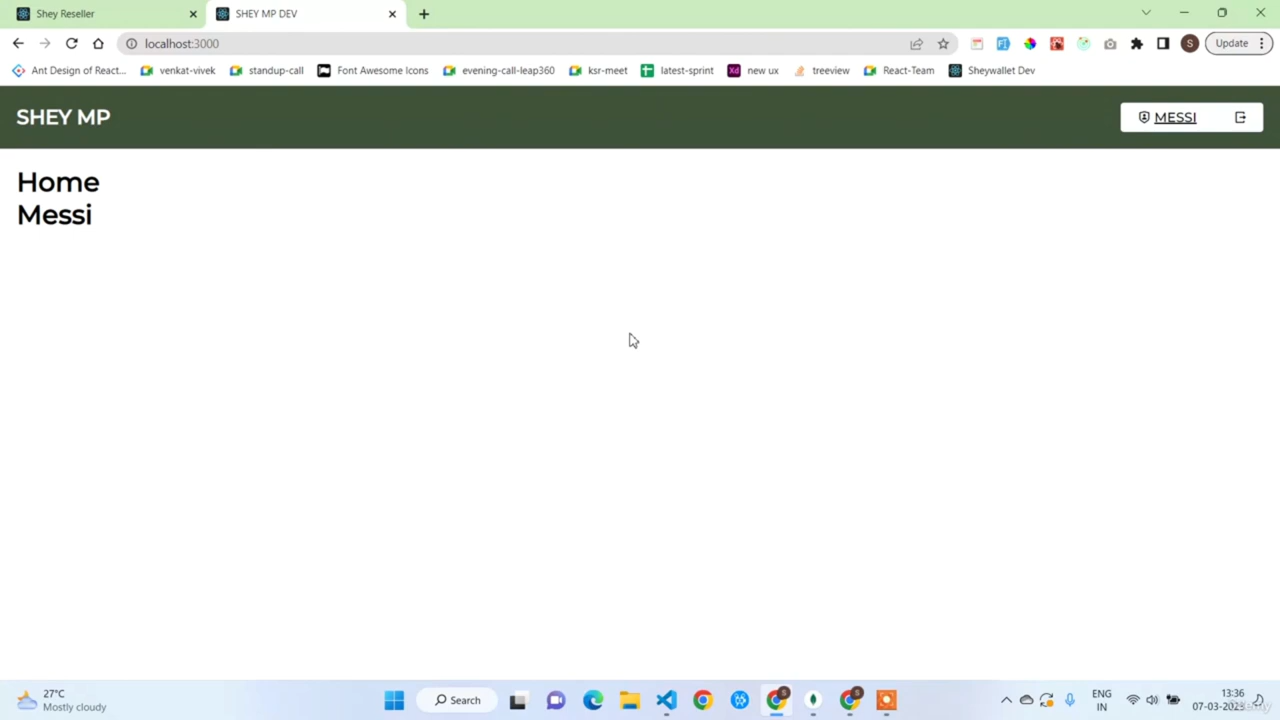 Shey Reseller
SHEY MP DEV
localhost:3000
S
Update
Ant Design of React...
venkat-vivek
standup-call
Font Awesome Icons
evening-call-leap360
ksr-meet
latest-sprint
Xd
new ux
treeview
React-Team
Sheywallet Dev
SHEY MP
MESSI
Home
Messi
27°C
Mostly cloudy
Search
ENG
IN
13:36
07-03-2023